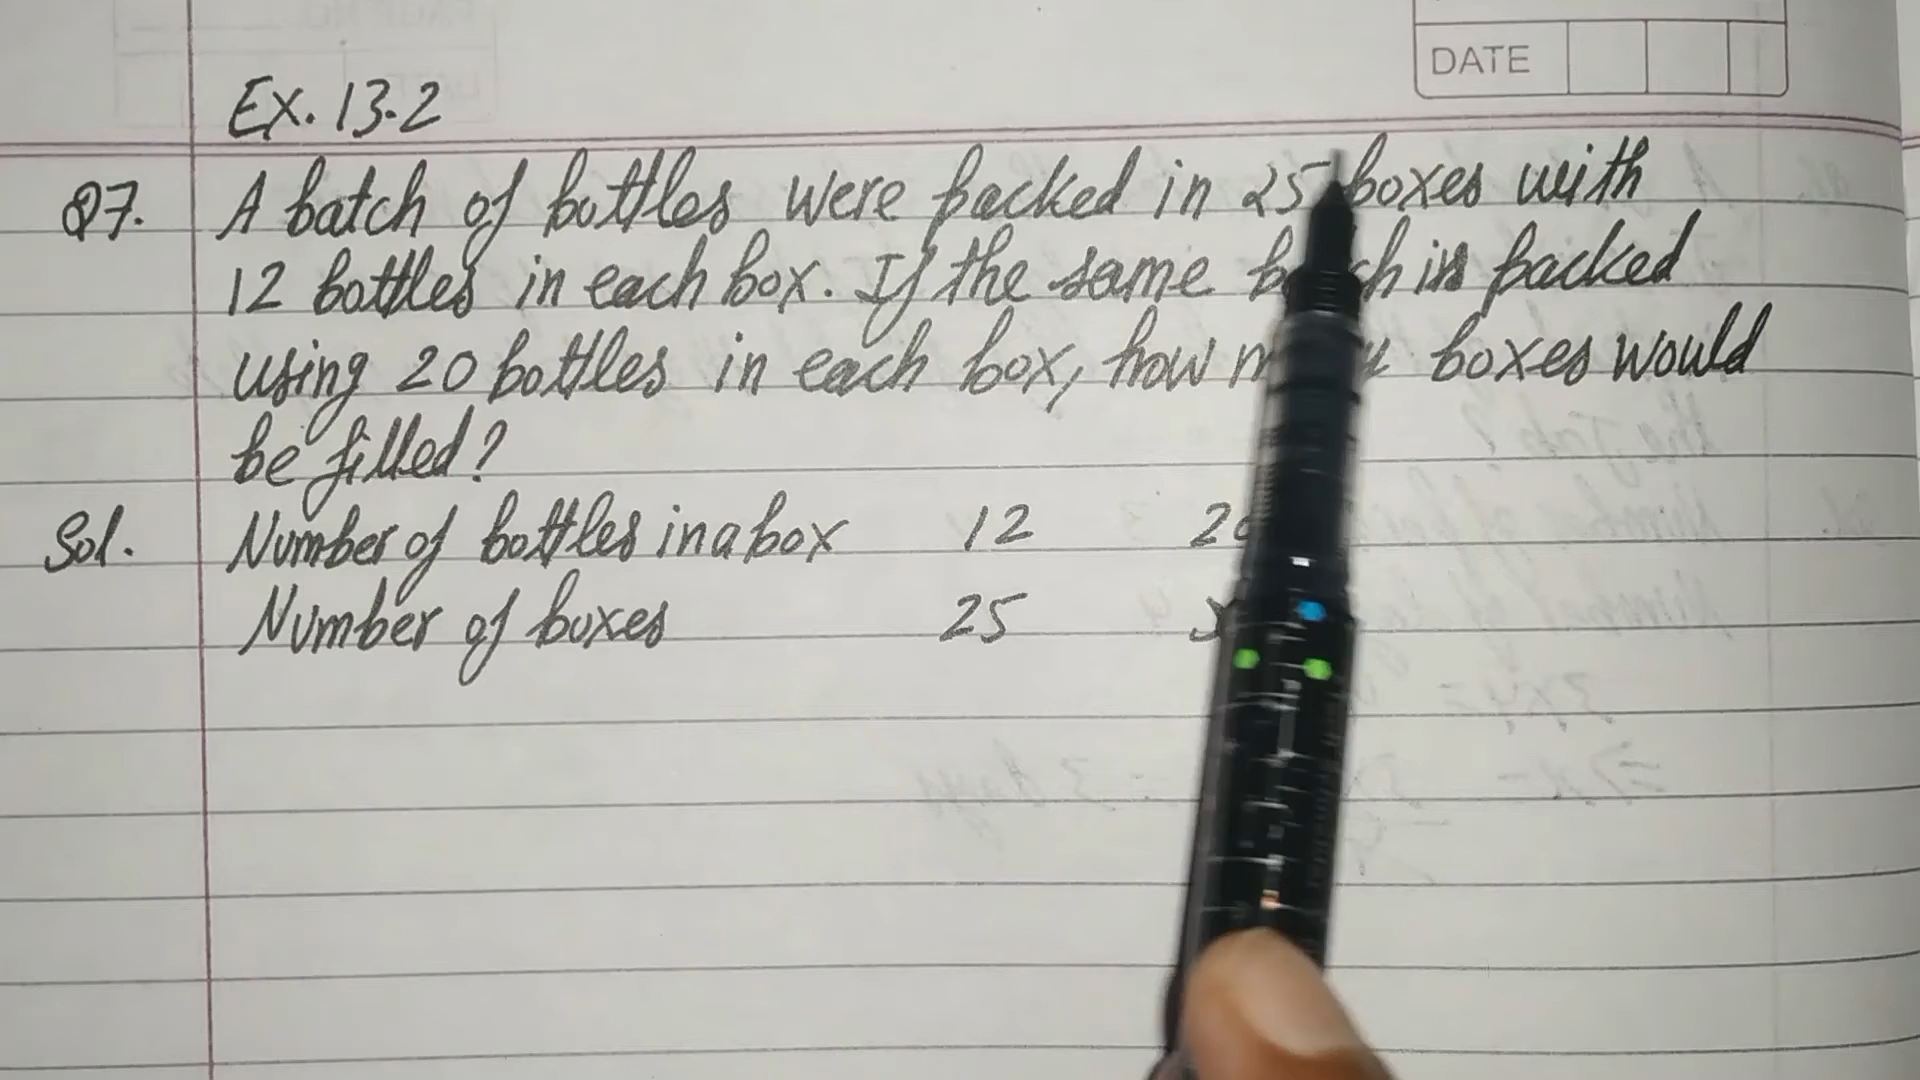 DATE
Ex. 13.2
Q7. A batch of bottles were packed in 25 boxes with
12 bottles in each box. If the same is packed
using 20 bottles in each box, how boxes would
be filled?
Sol. Number of bottles in a box 12 20
Number of boxes 25